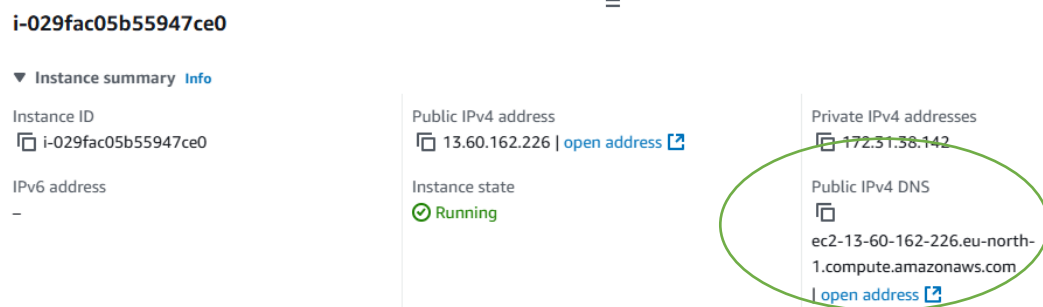 i-029fac05b55947ce0
Instance summary Info
Instance ID
i-029fac05b55947ce0
Public IPv4 address
13.60.162.226 | open address
Private IPv4 addresses
172.31.38.142
IPv6 address
–
Instance state
Running
Public IPv4 DNS
ec2-13-60-162-226.eu-north-
1.compute.amazonaws.com
| open address